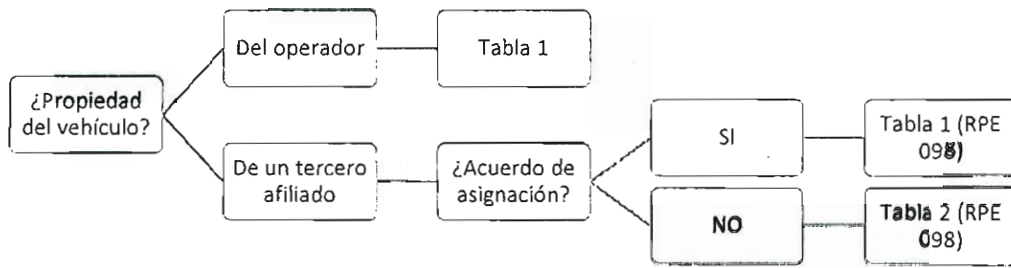 Del operador
Tabla 1
¿Propiedad
del vehículo?
De un tercero
afiliado
¿Acuerdo de
asignación?
SI
Tabla 1 (RPE
098)
NO
Tabla 2 (RPE
098)